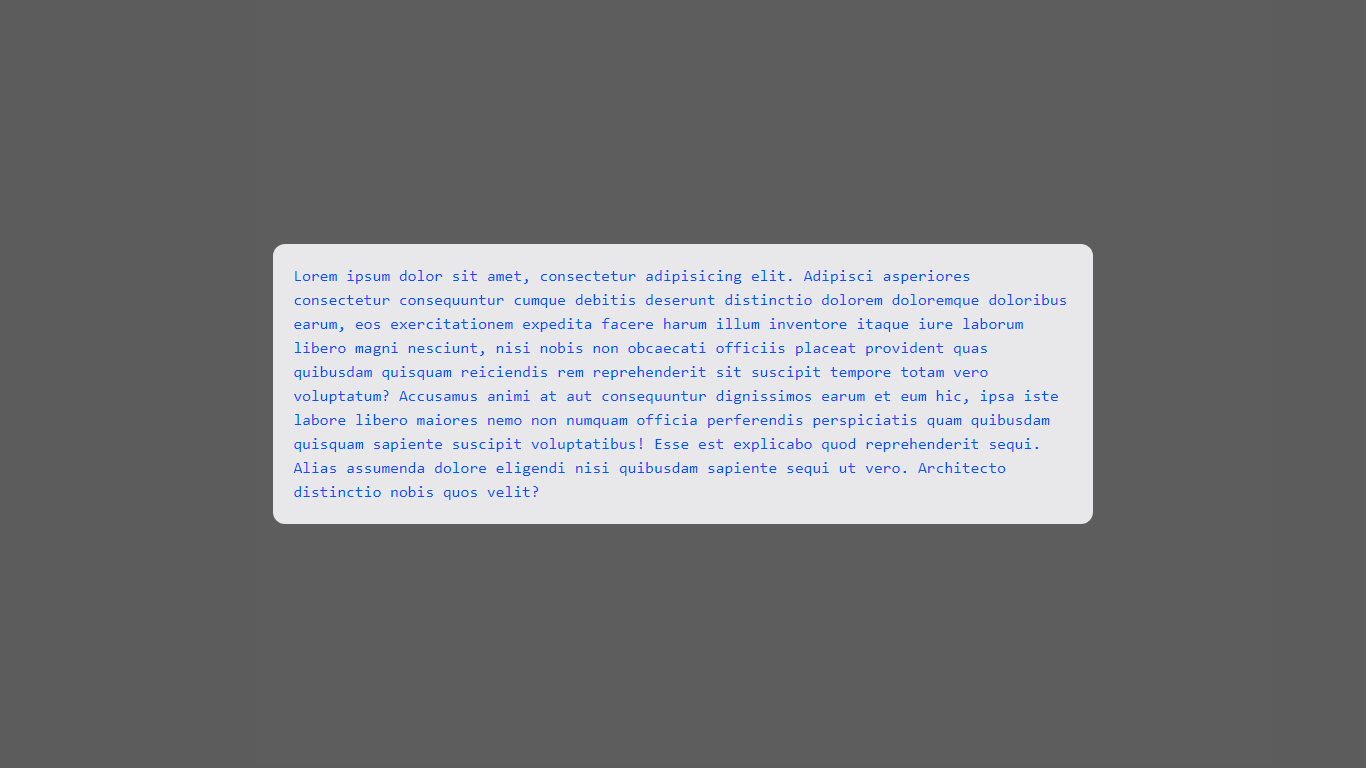 Lorem ipsum dolor sit amet, consectetur adipisicing elit. Adipisci asperiores
consectetur consequuntur cumque debitis deserunt distinctio dolorem doloremque doloribus
earum, eos exercitationem expedita facere harum illum inventore itaque iure laborum
libero magni nesciunt, nisi nobis non obcaecati officiis placeat provident quas
quibusdam quisquam reiciendis rem reprehenderit sit suscipit tempore totam vero
voluptatum? Accusamus animi at aut consequuntur dignissimos earum et eum hic, ipsa iste
labore libero maiores nemo non numquam officia perferendis perspiciatis quam quibusdam
quisquam sapiente suscipit voluptatibus! Esse est explicabo quod reprehenderit sequi.
Alias assumenda dolore eligendi nisi quibusdam sapiente sequi ut vero. Architecto
distinctio nobis quos velit?